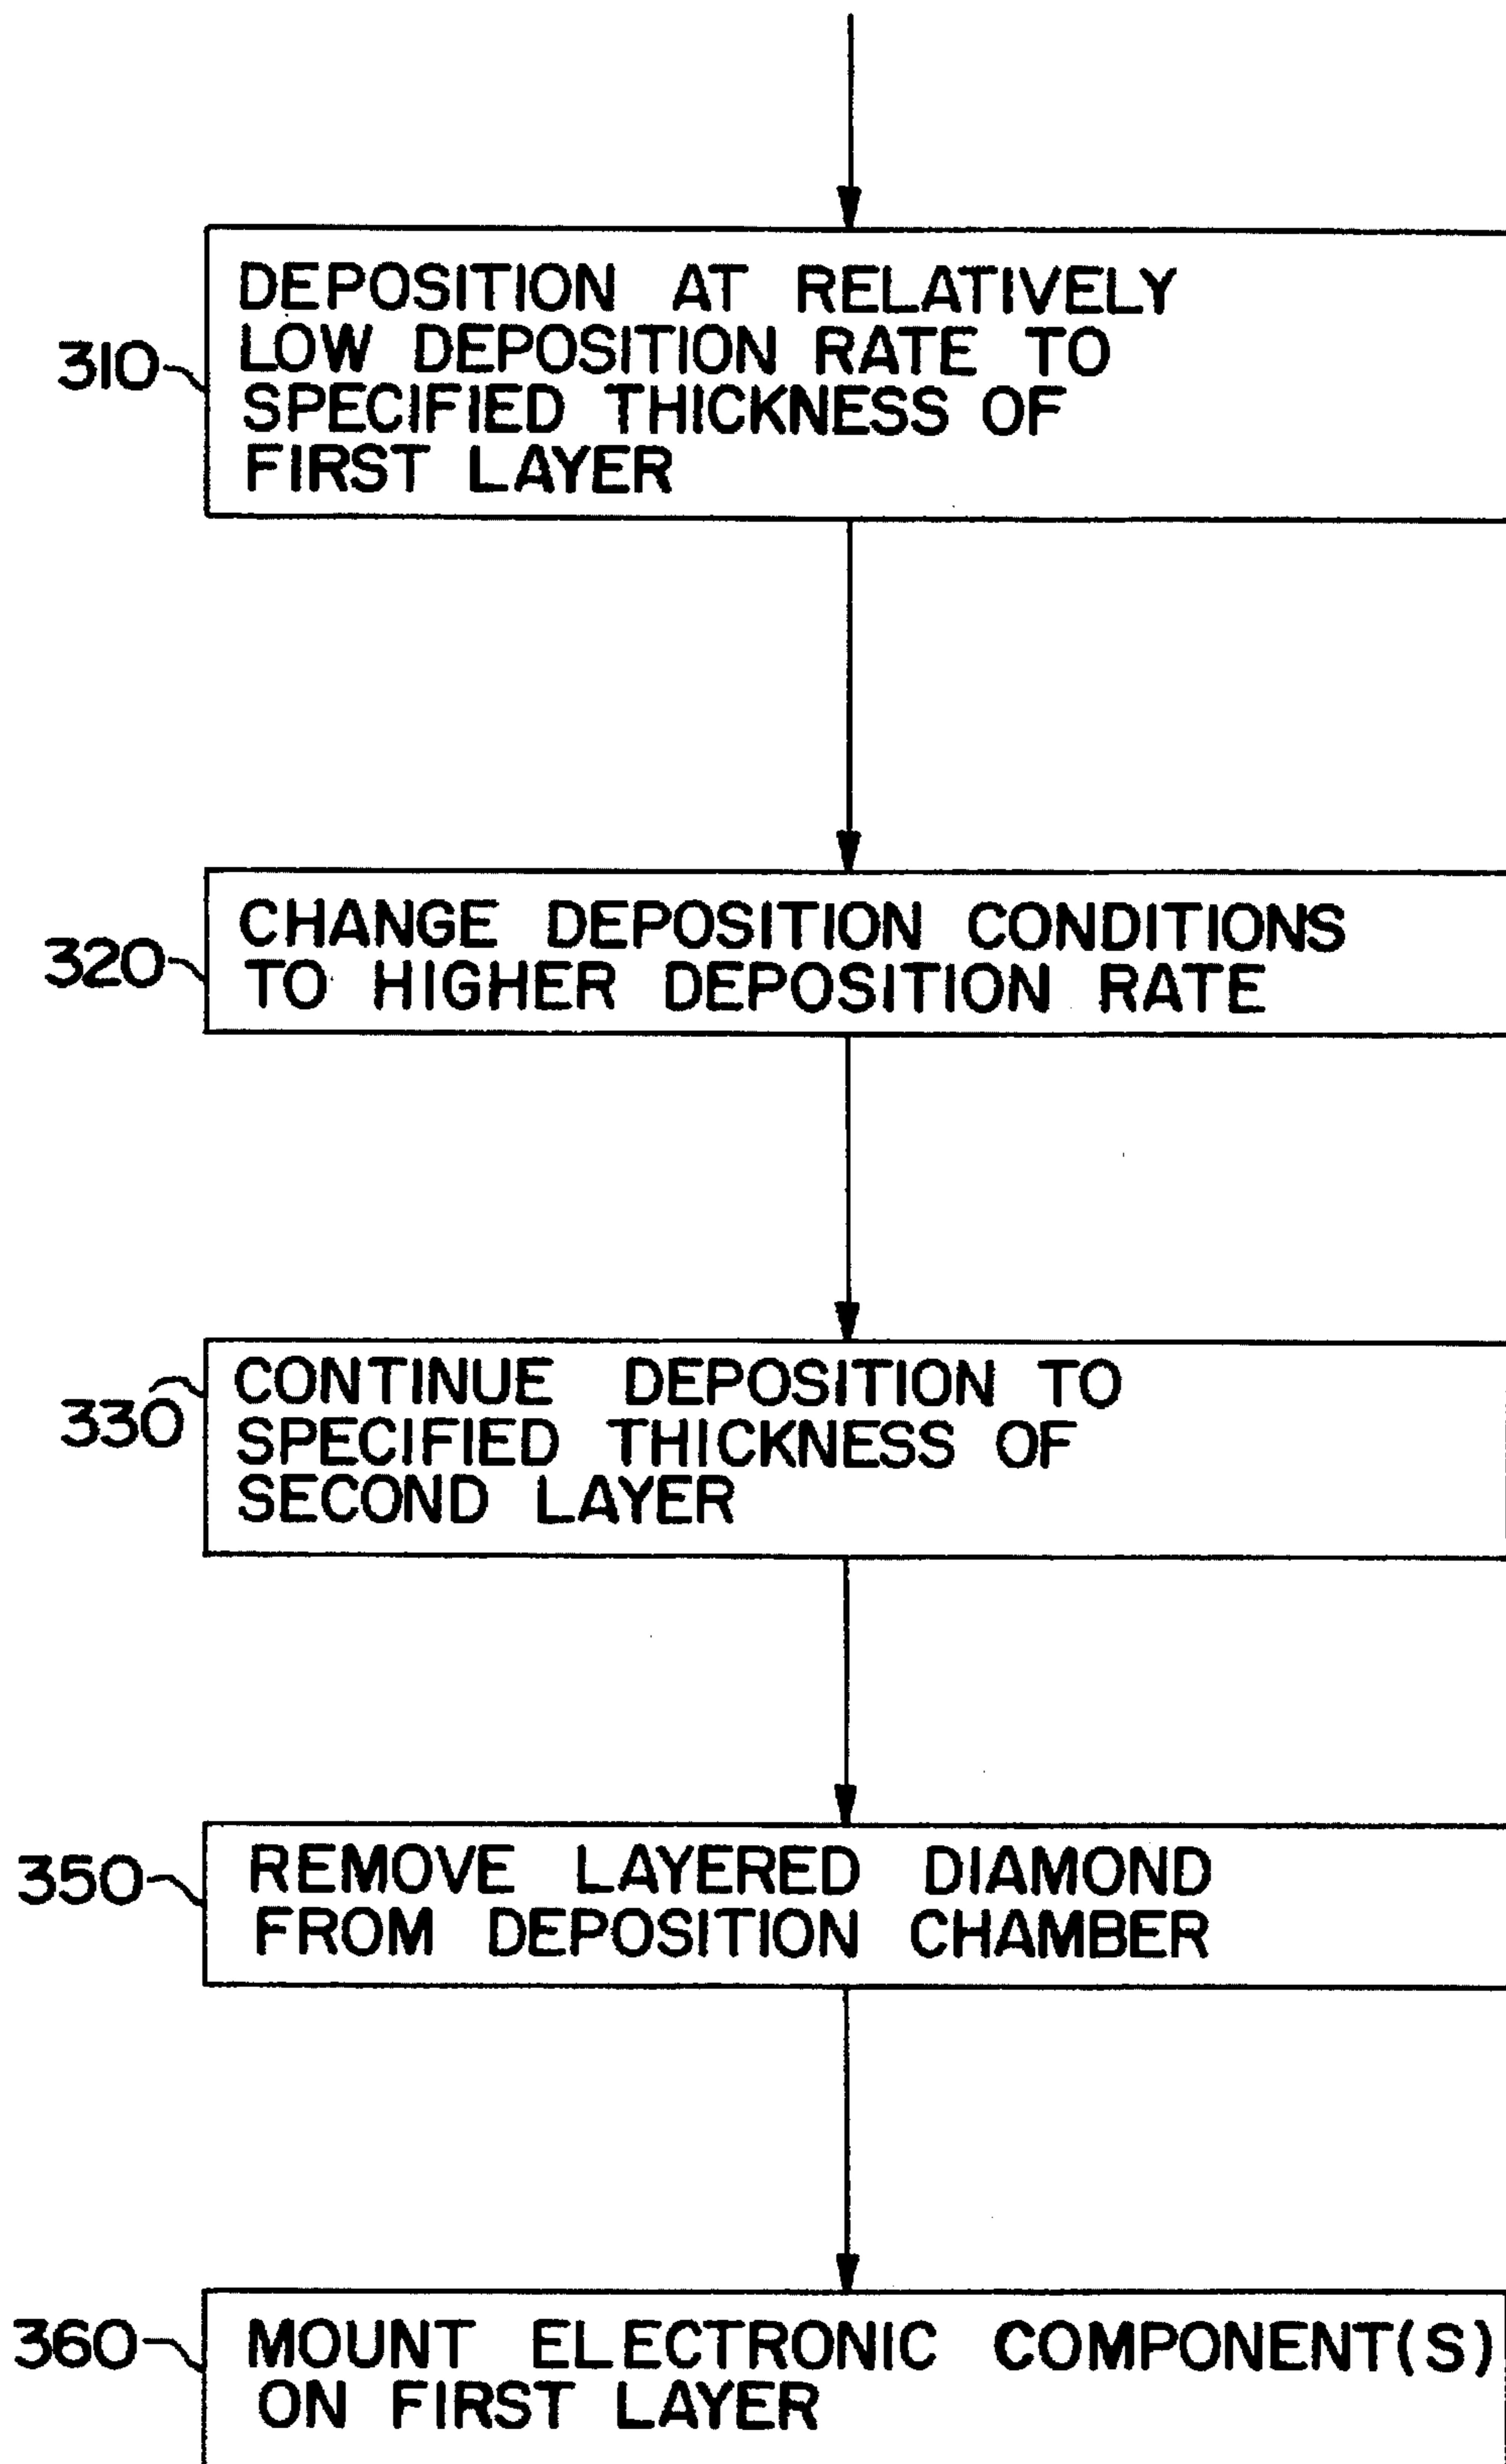 310
DEPOSITION AT RELATIVELY
LOW DEPOSITION RATE TO
SPECIFIED THICKNESS OF
FIRST LAYER
320
CHANGE DEPOSITION CONDITIONS
TO HIGHER DEPOSITION RATE
330
CONTINUE DEPOSITION TO
SPECIFIED THICKNESS OF
SECOND LAYER
350
REMOVE LAYERED DIAMOND
FROM DEPOSITION CHAMBER
360
MOUNT ELECTRONIC COMPONENT(S)
ON FIRST LAYER